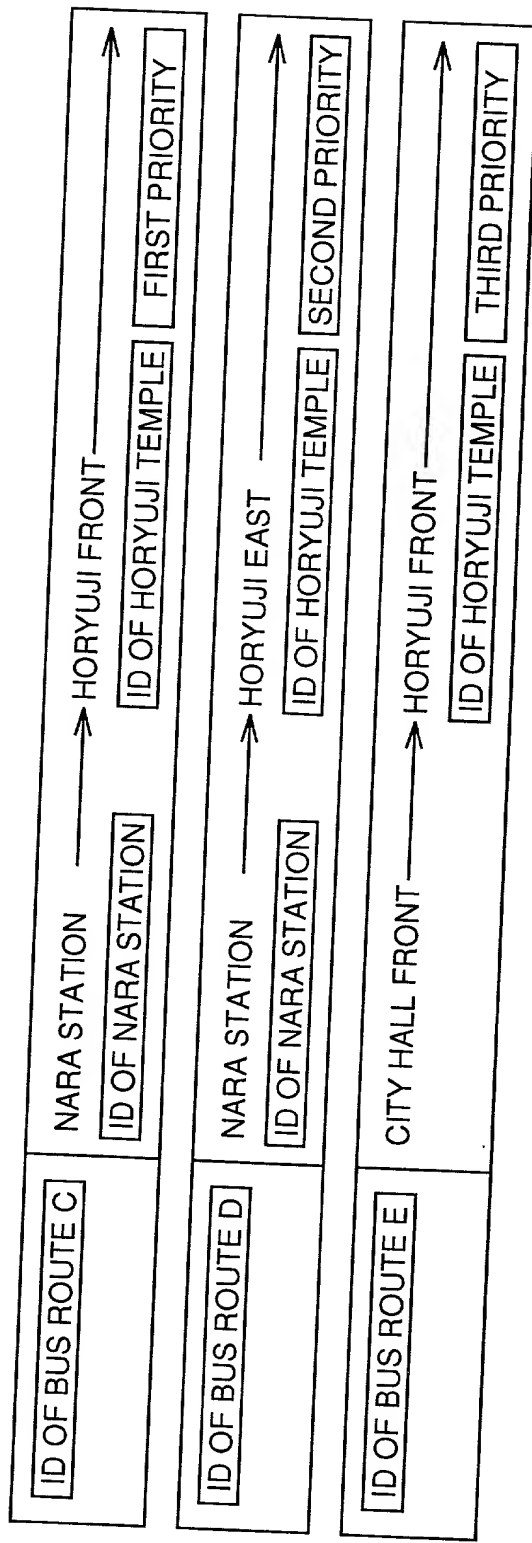 ID OF BUS ROUTE C
NARA STATION → HORYUJI FRONT →
ID OF NARA STATION ID OF HORYUJI TEMPLE FIRST PRIORITY
ID OF BUS ROUTE D
NARA STATION → HORYUJI EAST →
ID OF NARA STATION ID OF HORYUJI TEMPLE SECOND PRIORITY
ID OF BUS ROUTE E
CITY HALL FRONT → HORYUJI FRONT →
ID OF HORYUJI TEMPLE THIRD PRIORITY